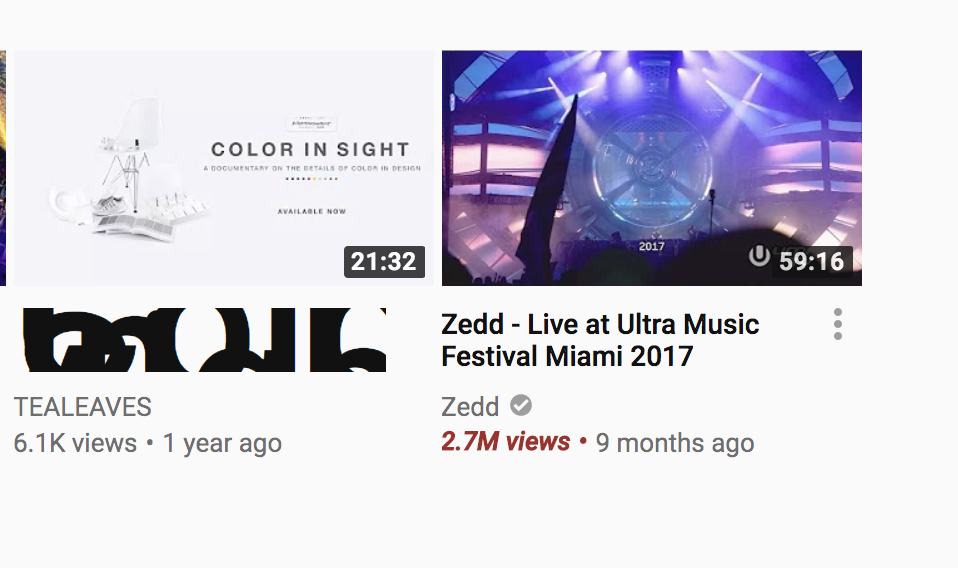 COLOR IN SIGHT
A DOCUMENTARY ON THE DETAILS OF COLOR IN DESIGN
AVAILABLE NOW
21:32
TEALEAVES
6.1K views • 1 year ago
2017
59:16
Zedd - Live at Ultra Music
Festival Miami 2017
Zedd
2.7M views • 9 months ago